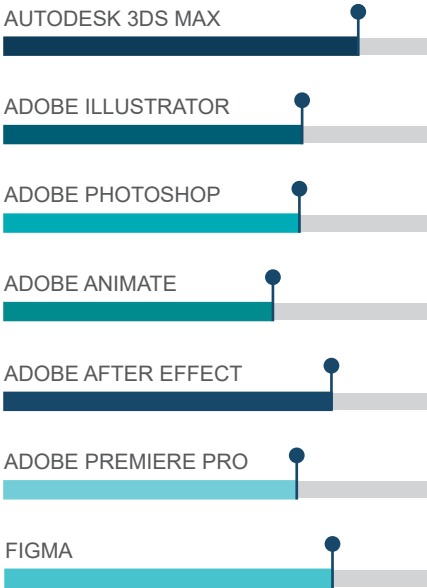 AUTODESK 3DS MAX
ADOBE ILLUSTRATOR
ADOBE PHOTOSHOP
ADOBE ANIMATE
ADOBE AFTER EFFECT
ADOBE PREMIERE PRO
FIGMA